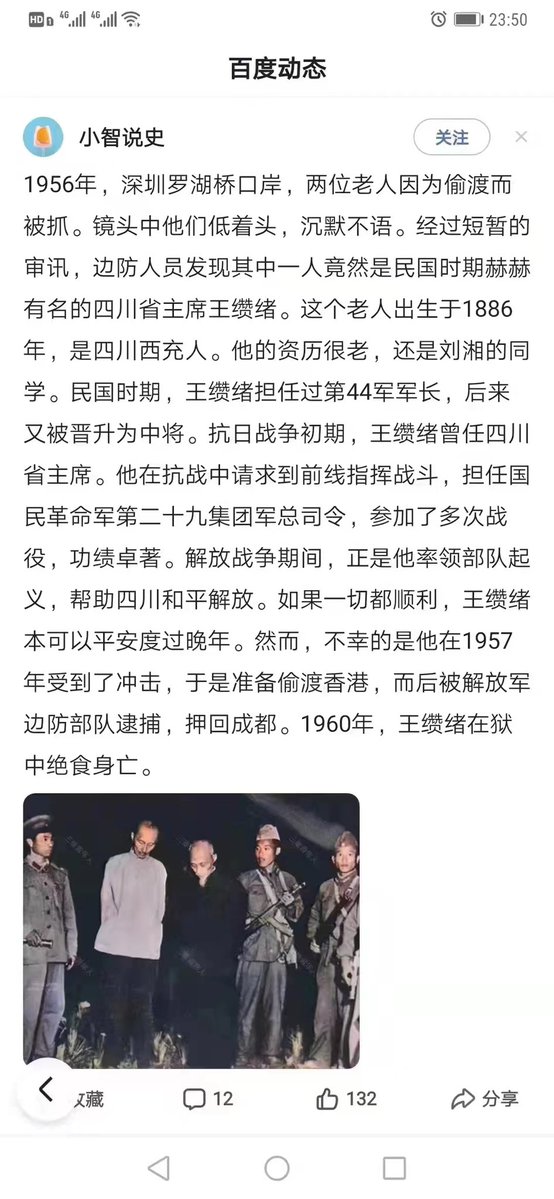 HD 4G 4G 23:50
百度动态
小智说史
关注
1956年，深圳罗湖桥口岸，两位老人因为偷渡而
被抓。镜头中他们低着头，沉默不语。经过短暂的
审讯，边防人员发现其中一人竟然是民国时期赫赫
有名的四川省主席王缵绪。这个老人出生于1886
年，是四川西充人。他的资历很老，还是刘湘的同
学。民国时期，王缵绪担任过第44军军长，后来
又被晋升为中将。抗日战争初期，王缵绪曾任四川
省主席。他在抗战中请求到前线指挥战斗，担任国
民革命军第二十九集团军总司令，参加了多次战
役，功绩卓著。解放战争期间，正是他率领部队起
义，帮助四川和平解放。如果一切都顺利，王缵绪
本可以平安度过晚年。然而，不幸的是他在1957
年受到了冲击，于是准备偷渡香港，而后被解放军
边防部队逮捕，押回成都。1960年，王缵绪在狱
中绝食身亡。
藏
12
132
分享